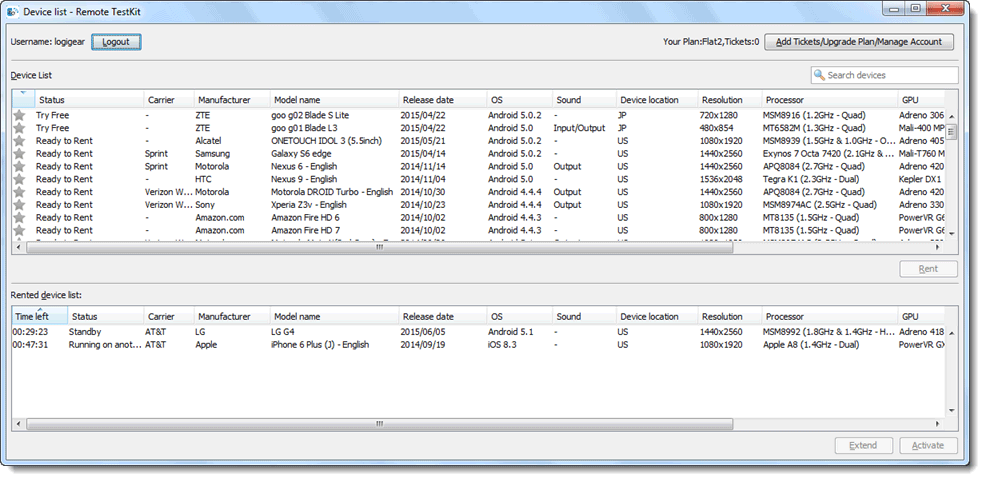 Device list - Remote TestKit
Username: logigear Logout Your Plan:Flat2,Tickets:0 Add Tickets/Upgrade Plan/Manage Account
Device List Search devices
Status Carrier Manufacturer Model name Release date OS Sound Device location Resolution Processor GPU
Try Free - ZTE goo g02 Blade S Lite 2015/04/22 Android 5.0.2 - JP 720x1280 MSM8916 (1.2GHz - Quad) Adreno 306
Try Free - ZTE goo g01 Blade L3 2015/04/22 Android 5.0 Input/Output JP 480x854 MT6582M (1.3GHz - Quad) Mali-400 MP
Ready to Rent - Alcatel ONETOUCH IDOL 3 (5.5inch) 2015/05/21 Android 5.0.2 - US 1080x1920 MSM8939 (1.5GHz & 1.0GHz - O... Adreno 405
Ready to Rent Sprint Samsung Galaxy S6 edge 2015/04/14 Android 5.0.2 - US 1440x2560 Exynos 7 Octa 7420 (2.1GHz & ... Mali-T760 M
Ready to Rent Sprint Motorola Nexus 6 - English 2014/11/14 Android 5.0 Output US 1440x2560 APQ8084 (2.7GHz - Quad) Adreno 420
Ready to Rent - HTC Nexus 9 - English 2014/11/04 Android 5.0 - US 1536x2048 Tegra K1 (2.3GHz - Dual) Kepler DX1
Ready to Rent Verizon W... Motorola Motorola DROID Turbo - English 2014/10/30 Android 4.4.4 Output US 1440x2560 APQ8084 (2.7GHz - Quad) Adreno 420
Ready to Rent Verizon W... Sony Xperia Z3v - English 2014/10/23 Android 4.4.4 Output US 1080x1920 MSM8974AC (2.5GHz - Quad) Adreno 330
Ready to Rent - Amazon.com Amazon Fire HD 6 2014/10/02 Android 4.4.3 - US 800x1280 MT8135 (1.5GHz - Quad) PowerVR G6
Ready to Rent - Amazon.com Amazon Fire HD 7 2014/10/02 Android 4.4.3 - US 800x1280 MT8135 (1.5GHz - Quad) PowerVR G6
Rent
Rented device list:
Time left Status Carrier Manufacturer Model name Release date OS Sound Device location Resolution Processor GPU
00:29:23 Standby AT&T LG LG G4 2015/06/05 Android 5.1 - US 1440x2560 MSM8992 (1.8GHz & 1.4GHz - H... Adreno 418
00:47:31 Running on anot... AT&T Apple iPhone 6 Plus (J) - English 2014/09/19 iOS 8.3 - US 1080x1920 Apple A8 (1.4GHz - Dual) PowerVR GX
Extend Activate